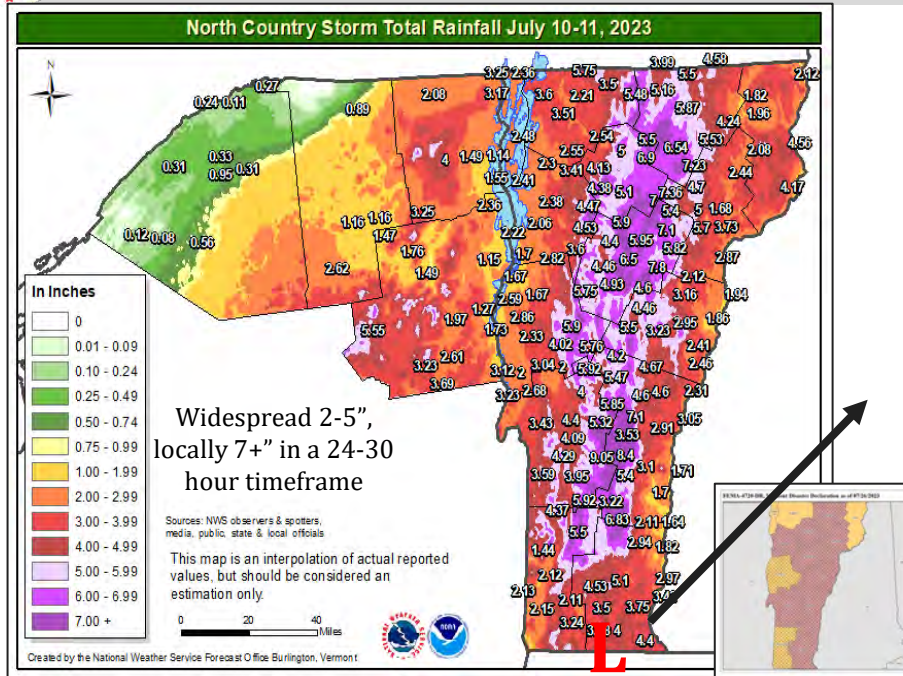 North Country Storm Total Rainfall July 10-11, 2023
N
3.99 4.58
3.25 2.36 5.75 5.5 2.12
0.27 3.5 5.16
0.24 0.11 0.89 2.08 3.17 3.6 2.21 5.48 5.87 1.82
3.51 4.24 1.96
2.48 2.54 5.5 5.53 4.56
0.33 4 1.49 1.14 2.55 5 6.54 2.08
0.31 0.95 0.31 2.3 3.41 4.13 6.9 7.23 2.44
1.55 2.41 4.38 5.1 7.36 4.7 4.17
2.36 2.38 4.47 7 5.4 5 1.68
3.25 2.06 4.53 5.9 7.1 5.7 3.73
0.12 0.08 0.56 1.16 1.16 1.47 2.22 4.4 5.95 5.82
1.76 1.15 1.7 2.82 3.6 6.5 2.87
2.62 1.49 1.67 4.46 7.8 2.12
5.75 4.93 4.6 3.16 1.94
2.59 1.67 4.46
1.97 1.27 2.86 5.9 5.5 3.23 2.95 1.86
5.55 1.73 2.33 4.02 5.76 2.41
2.61 3.04 2 4.2 4.67 2.46
3.23 3.12 2 5.92 5.47
3.69 3.23 2.68 4 4.6 4.6 2.31
5.85
3.43 4.4 5.32 7.1 2.91 3.05
4.09 3.53
4.29 9.05 8.4 3.1 1.71
3.59 3.95 5.4
5.92 3.22 1.7
4.37 6.83 2.11 1.64
5.5
1.44 2.94 1.82
2.12 4.53 5.1 2.97
2.13 2.11
2.15 3.5 3.75
3.24 4
4.4
L
In Inches
0
0.01 - 0.09
0.10 - 0.24
0.25 - 0.49
0.50 - 0.74
0.75 - 0.99
1.00 - 1.99
2.00 - 2.99
3.00 - 3.99
4.00 - 4.99
5.00 - 5.99
6.00 - 6.99
7.00 +
Widespread 2-5”,
locally 7+” in a 24-30
hour timeframe
Sources: NWS observers & spotters,
media, public, state & local officials
This map is an interpolation of actual reported
values, but should be considered an
estimation only.
0 20 40
Miles
Created by the National Weather Service Forecast Office Burlington, Vermont
Disaster Declaration as of 07/26/2023